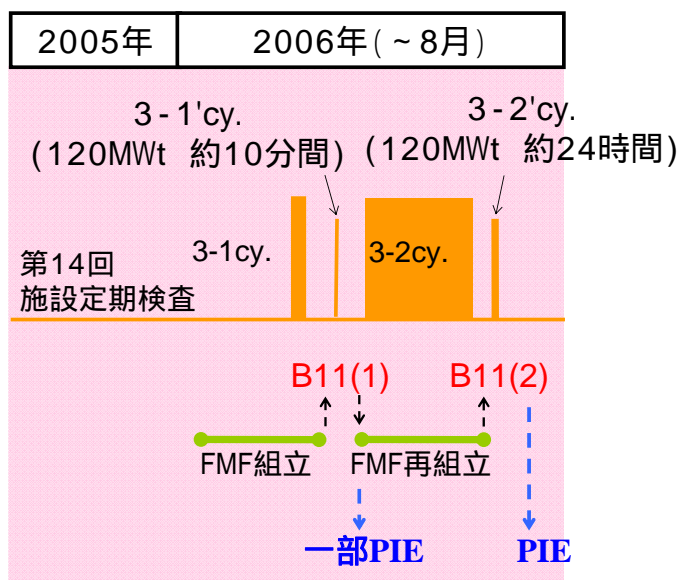 2005年
2006年(~8月)
3-1'cy.
(120MWt 約10分間)
3-2'cy.
(120MWt 約24時間)
3-1cy.
3-2cy.
第14回
施設定期検査
B11(1)
B11(2)
FMF組立
FMF再組立
一部PIE
PIE